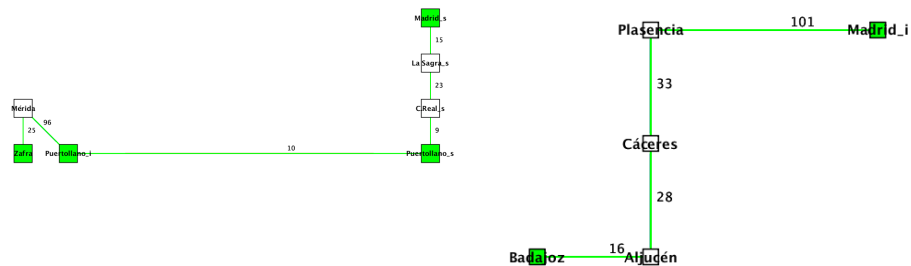 Madrid_s
15
La Sagra_s
23
C.Real_s
9
Mérida
25
96
Zafra
Puertollano_i
10
Puertollano_s
Plasencia
101
Madrid_i
33
Cáceres
28
Badajoz
16
Aljucén